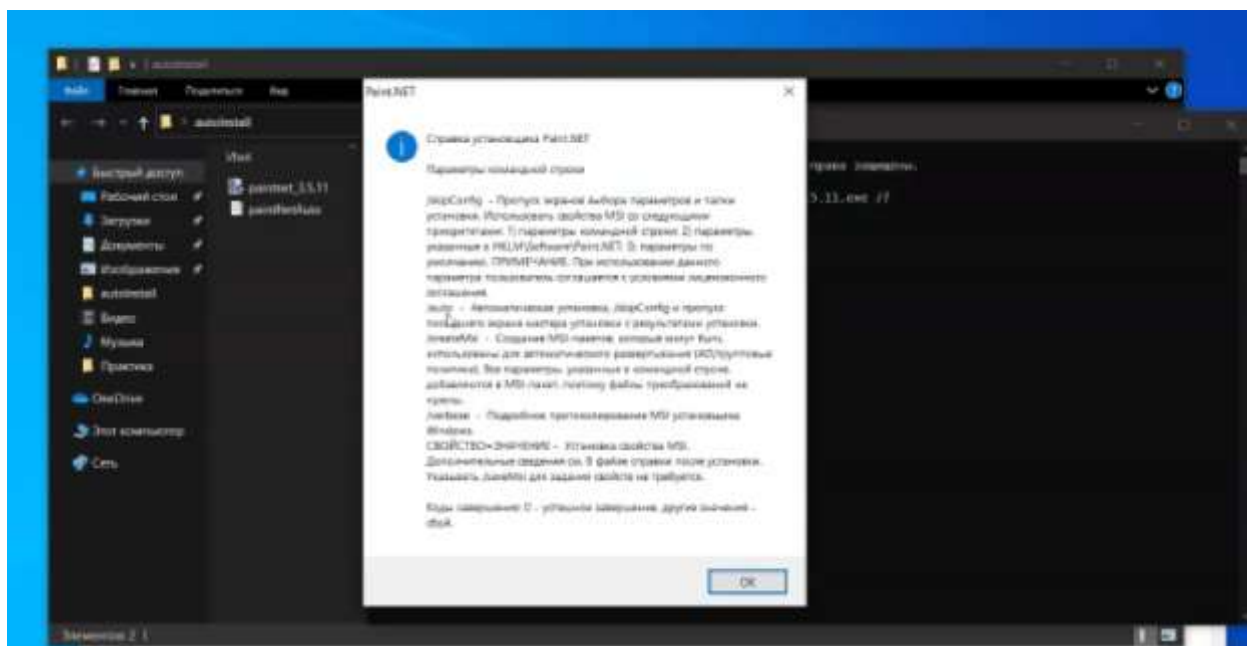 autoinstall
Файл Главная Поделиться Вид
autoinstall
Имя
Быстрый доступ
Рабочий стол
Загрузки
Документы
Изображения
autoinstall
Видео
Музыка
Практика
OneDrive
Этот компьютер
Сеть
paintnet_3.5.11
Элементов: 2
права защищены.
5.11.exe /?
Paint.NET
Справка установщика Paint.NET
Параметры командной строки
/skipConfig - Пропуск экранов выбора параметров и папки
установки. Использовать свойства MSI со следующими
приоритетами: 1) параметры командной строки; 2) параметры,
указанные в HKLM\Software\Paint.NET; 3) параметры по
умолчанию. ПРИМЕЧАНИЕ. При использовании данного
параметра пользователь соглашается с условиями лицензионного
соглашения.
/auto - Автоматическая установка, /skipConfig и пропуск
последнего экрана мастера установки с результатами установки.
/createMsi - Создание MSI-пакетов, которые могут быть
использованы для автоматического развертывания (AD/групповые
политики). Все параметры, указанные в командной строке,
добавляются в MSI-пакет, поэтому файлы преобразований не
нужны.
/verbose - Подробное протоколирование MSI установщика
Windows.
СВОЙСТВО=ЗНАЧЕНИЕ - Установка свойства MSI.
Дополнительные сведения см. в файле справки после установки.
Указывать /createMsi для задания свойств не требуется.
Коды завершения: 0 - успешное завершение, другие значения -
сбой.
OK